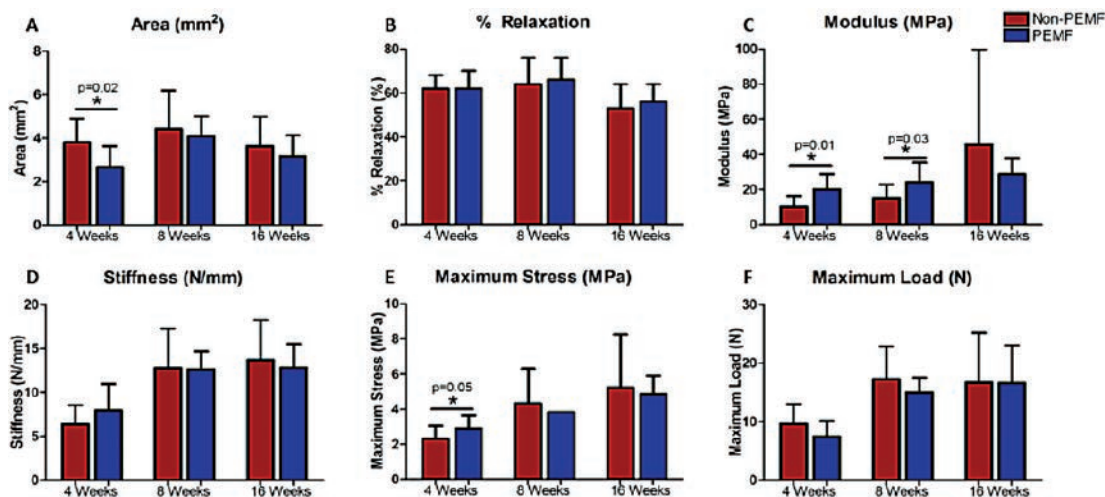 A Area (mm²)
Area (mm²)
8
6
4
2
0
p=0.02
*
4 Weeks 8 Weeks 16 Weeks
B % Relaxation
% Relaxation (%)
80
60
40
20
0
4 Weeks 8 Weeks 16 Weeks
C Modulus (MPa)
Non-PEMF
PEMF
Modulus (MPa)
100
80
60
40
20
0
p=0.01
*
p=0.03
*
4 Weeks 8 Weeks 16 Weeks
D Stiffness (N/mm)
Stiffness (N/mm)
20
15
10
5
0
4 Weeks 8 Weeks 16 Weeks
E Maximum Stress (MPa)
Maximum Stress (MPa)
10
8
6
4
2
0
p=0.05
*
4 Weeks 8 Weeks 16 Weeks
F Maximum Load (N)
Maximum Load (N)
30
20
10
0
4 Weeks 8 Weeks 16 Weeks